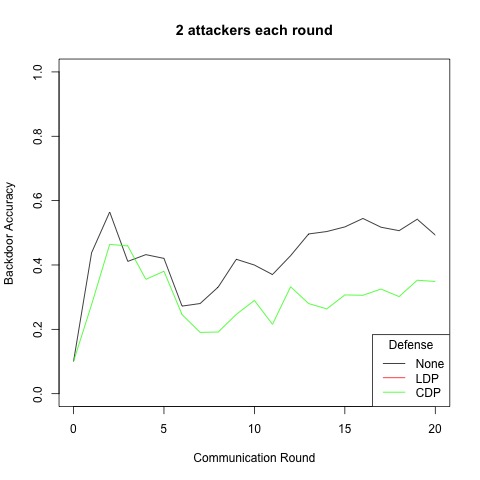 2 attackers each round
Backdoor Accuracy
1.0
0.8
0.6
0.4
0.2
0.0
Defense
None
LDP
CDP
0 5 10 15 20
Communication Round